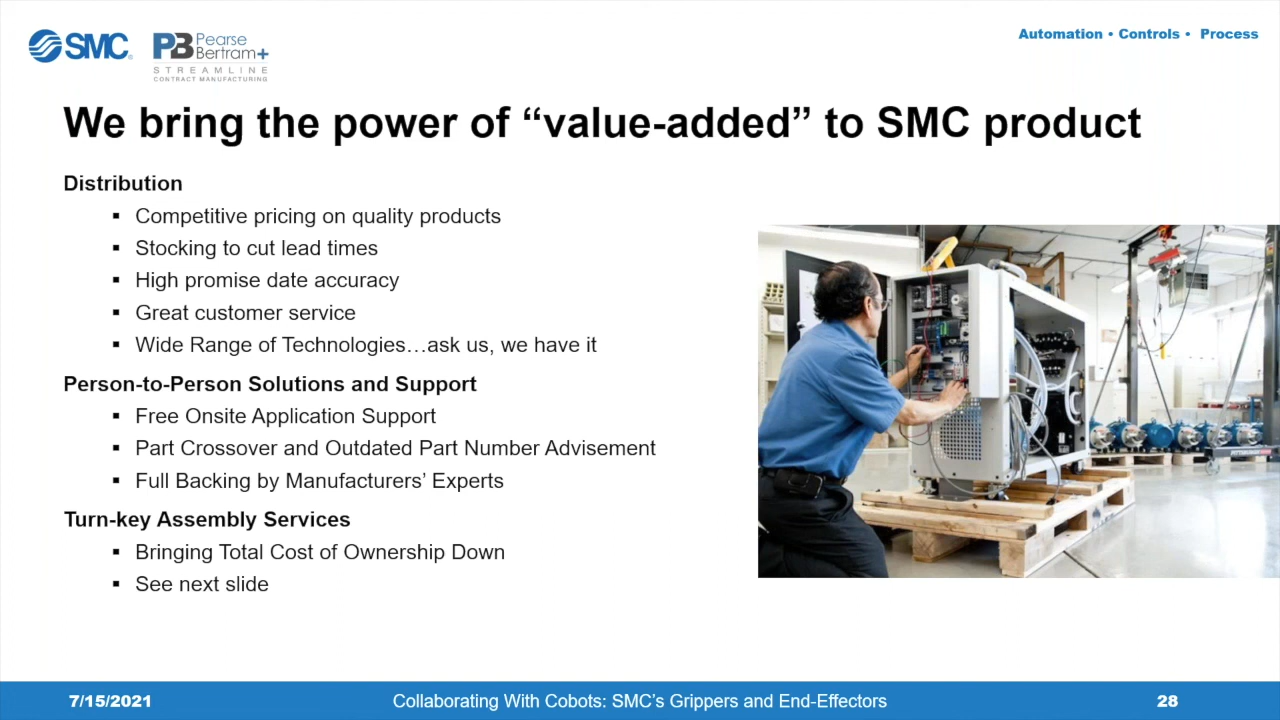 SMC
PB Pearse Bertram+
STREAMLINE
CONTRACT MANUFACTURING
Automation • Controls • Process
We bring the power of “value-added” to SMC product
Distribution
▪ Competitive pricing on quality products
▪ Stocking to cut lead times
▪ High promise date accuracy
▪ Great customer service
▪ Wide Range of Technologies…ask us, we have it
Person-to-Person Solutions and Support
▪ Free Onsite Application Support
▪ Part Crossover and Outdated Part Number Advisement
▪ Full Backing by Manufacturers’ Experts
Turn-key Assembly Services
▪ Bringing Total Cost of Ownership Down
▪ See next slide
7/15/2021
Collaborating With Cobots: SMC’s Grippers and End-Effectors
28